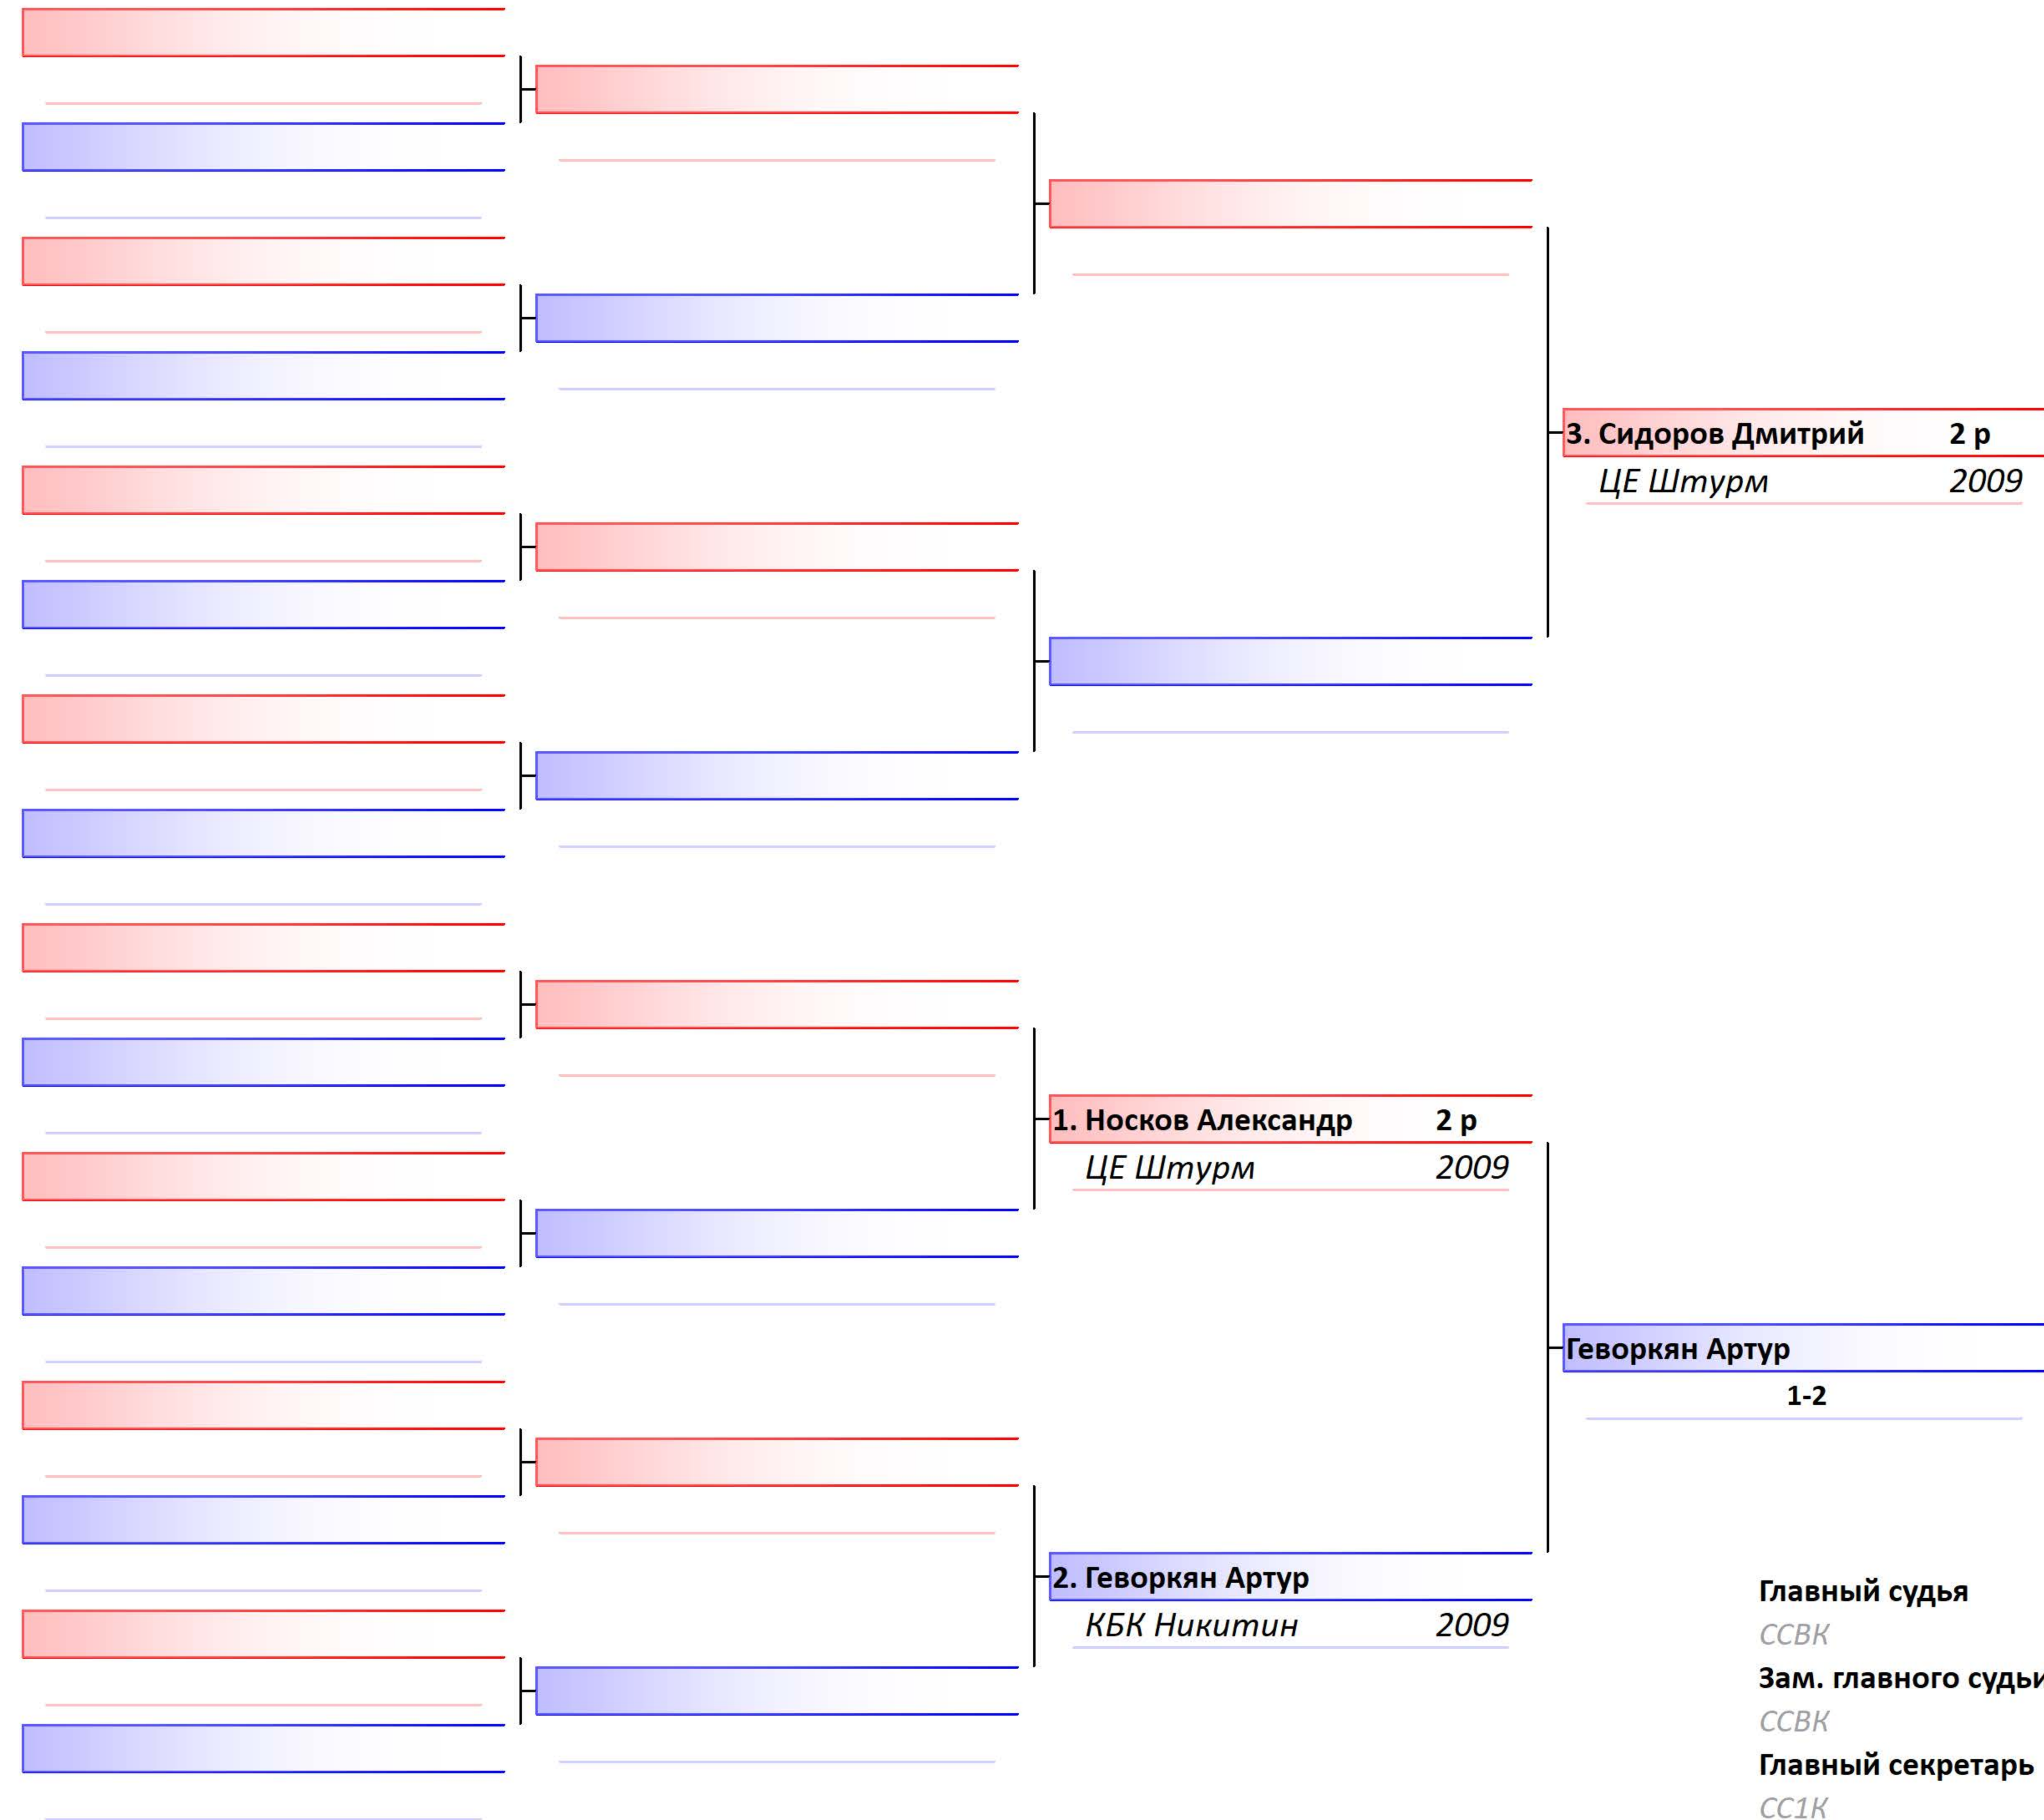 3. Сидоров Дмитрий 2 р
ЦЕ Штурм 2009
1. Носков Александр 2 р
ЦЕ Штурм 2009
Геворкян Артур
1-2
2. Геворкян Артур
КБК Никитин 2009
Главный судья
ССВК
Зам. главного судьи
ССВК
Главный секретарь
СС1К